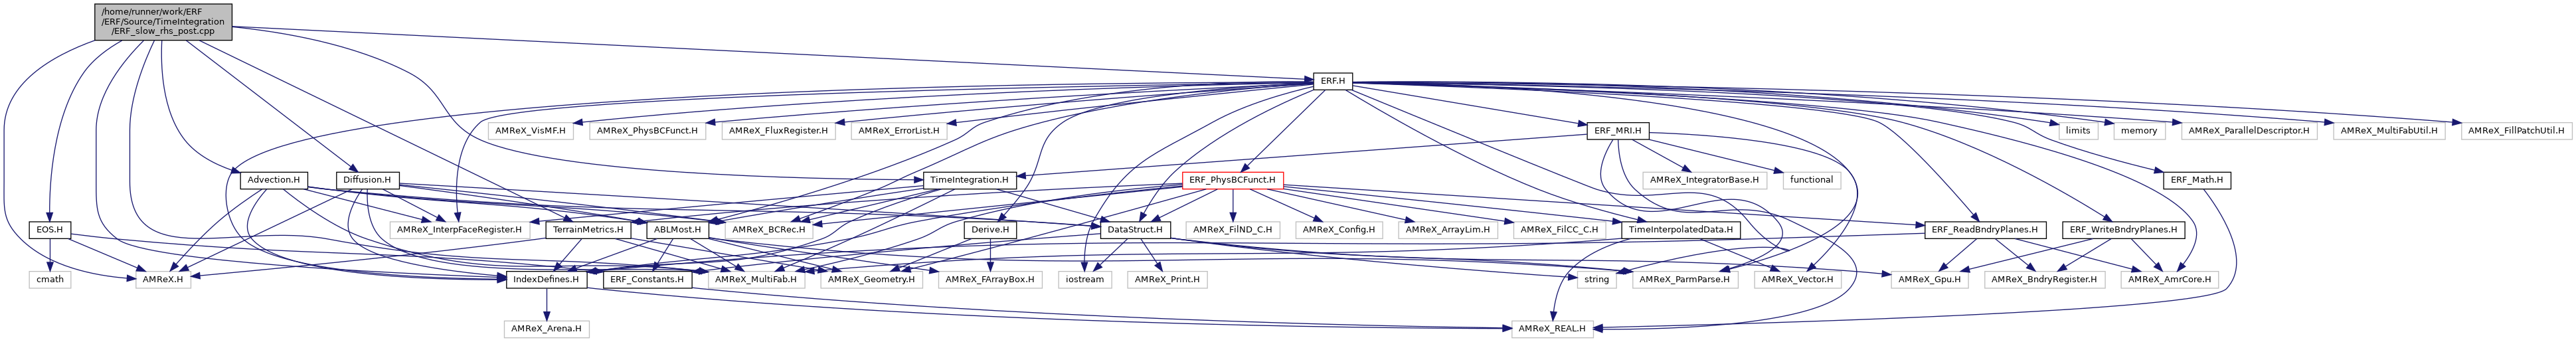 /home/runner/work/ERF
/ERF/Source/TimeIntegration
/ERF_slow_rhs_post.cpp
ERF.H
AMReX_VisMF.H
AMReX_PhysBCFunct.H
AMReX_FluxRegister.H
AMReX_ErrorList.H
ERF_MRI.H
limits
memory
AMReX_ParallelDescriptor.H
AMReX_MultiFabUtil.H
AMReX_FillPatchUtil.H
Advection.H
Diffusion.H
TimeIntegration.H
ERF_PhysBCFunct.H
AMReX_IntegratorBase.H
functional
ERF_Math.H
EOS.H
AMReX_InterpFaceRegister.H
TerrainMetrics.H
ABLMost.H
AMReX_BCRec.H
Derive.H
DataStruct.H
AMReX_FilND_C.H
AMReX_Config.H
AMReX_ArrayLim.H
AMReX_FilCC_C.H
TimeInterpolatedData.H
ERF_ReadBndryPlanes.H
ERF_WriteBndryPlanes.H
cmath
AMReX.H
IndexDefines.H
ERF_Constants.H
AMReX_MultiFab.H
AMReX_Geometry.H
AMReX_FArrayBox.H
iostream
AMReX_Print.H
string
AMReX_ParmParse.H
AMReX_Vector.H
AMReX_Gpu.H
AMReX_BndryRegister.H
AMReX_AmrCore.H
AMReX_Arena.H
AMReX_REAL.H